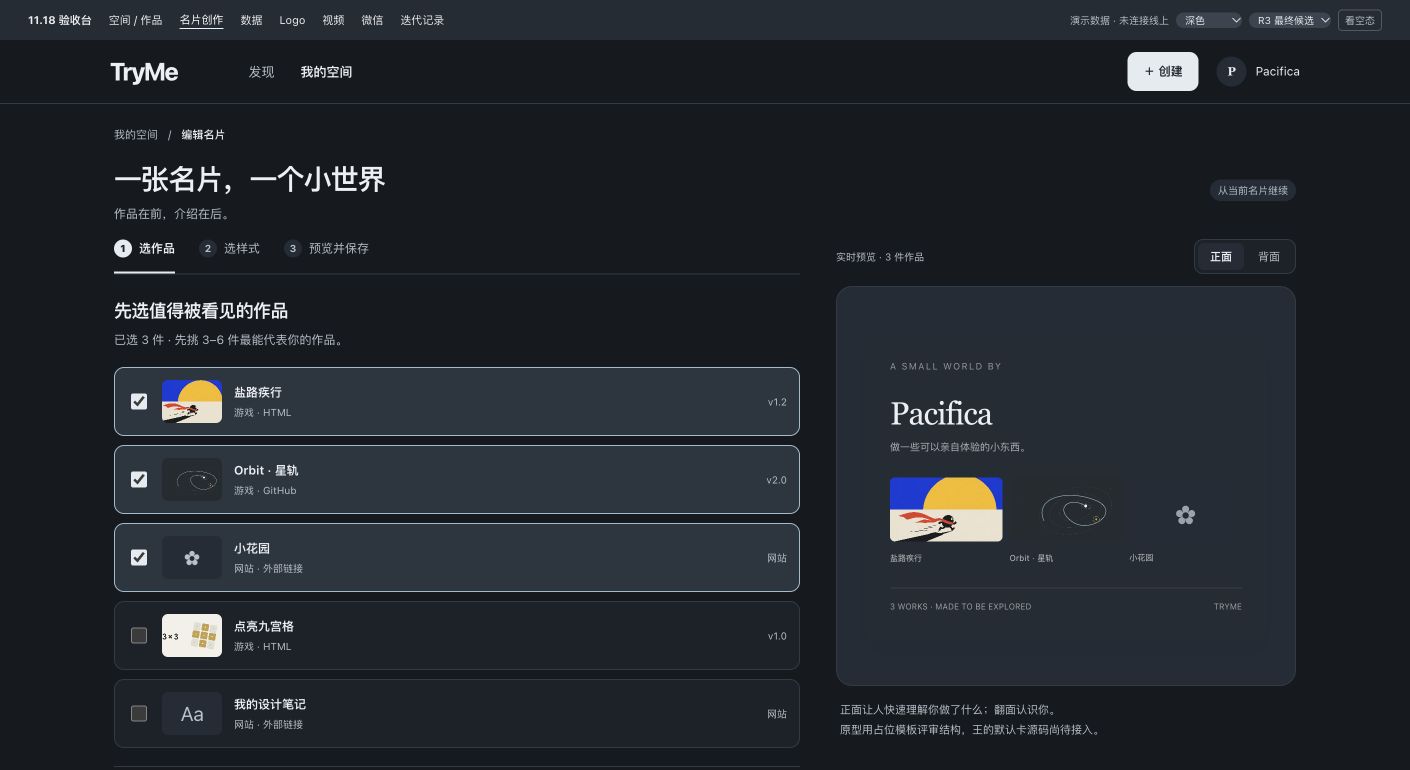 11.18 验收台 空间 / 作品 名片创作 数据 Logo 视频 微信 迭代记录 演示数据 · 未连接线上 深色 R3 最终候选 看空态
TryMe 发现 我的空间 + 创建 P Pacifica
我的空间 / 编辑名片
一张名片，一个小世界
从当前名片继续
作品在前，介绍在后。
1 选作品 2 选样式 3 预览并保存
先选值得被看见的作品
已选 3 件 · 先挑 3–6 件最能代表你的作品。
盐路疾行
游戏 · HTML
v1.2
Orbit · 星轨
游戏 · GitHub
v2.0
小花园
网站 · 外部链接
网站
3×3
点亮九宫格
游戏 · HTML
v1.0
Aa
我的设计笔记
网站 · 外部链接
网站
实时预览 · 3 件作品 正面 背面
A SMALL WORLD BY
Pacifica
做一些可以亲自体验的小东西。
盐路疾行 Orbit · 星轨 小花园
3 WORKS · MADE TO BE EXPLORED TRYME
正面让人快速理解你做了什么；翻面认识你。
原型用占位模板评审结构，王的默认卡源码尚待接入。